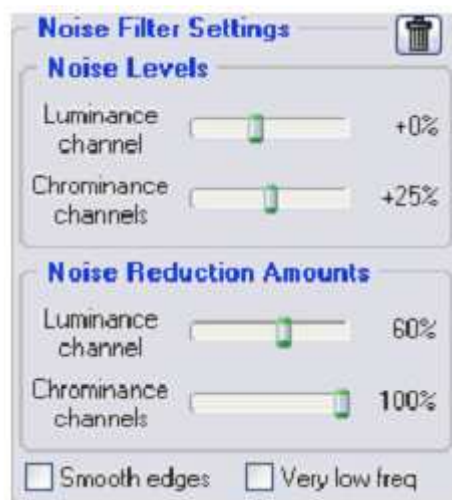 Noise Filter Settings
Noise Levels
Luminance
channel
+0%
Chrominance
channels
+25%
Noise Reduction Amounts
Luminance
channel
60%
Chrominance
channels
100%
Smooth edges
Very low freq